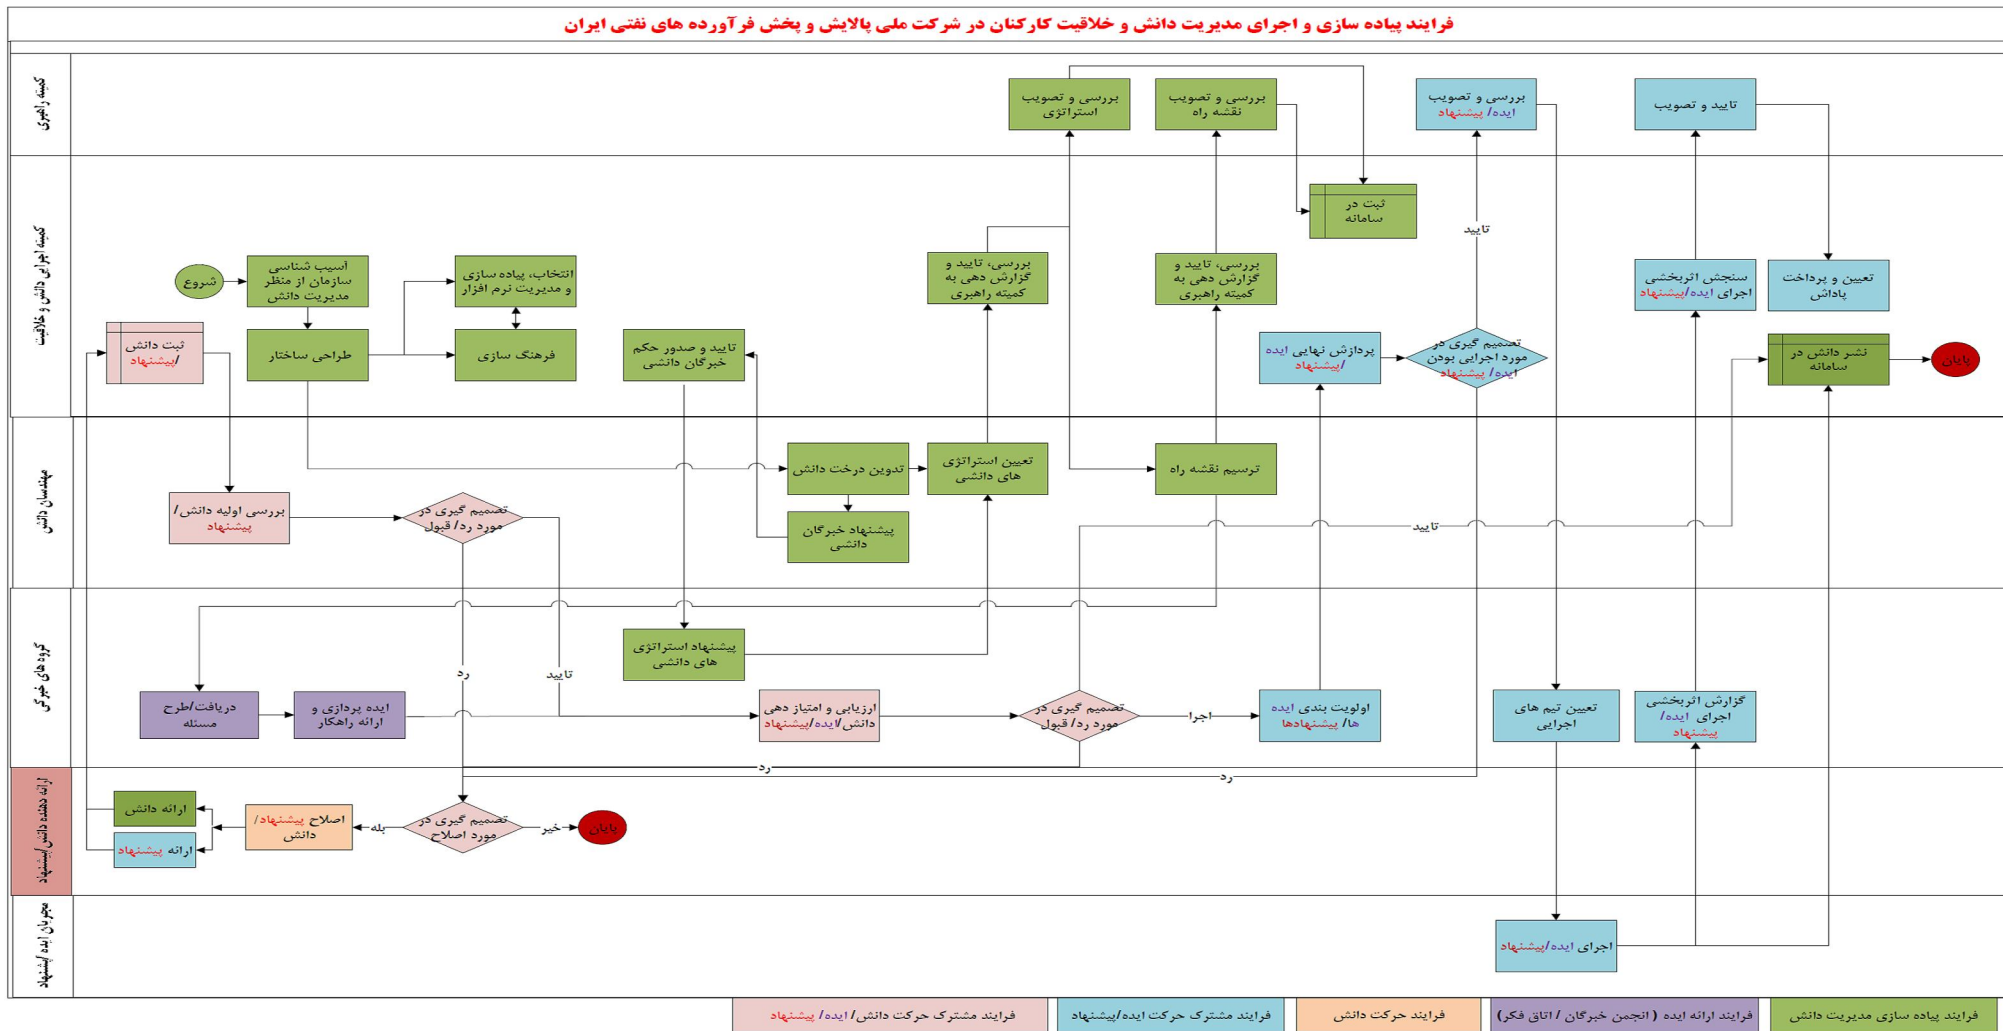 فرایند پیاده سازی و اجرای مدیریت دانش و خلاقیت کارکنان در شرکت ملی پالایش و پخش فرآورده های نفتی ایران
کمیته راهبری
بررسی و تصویب
استراتژی
بررسی و تصویب
نقشه راه
بررسی و تصویب
ایده/ پیشنهاد
تایید و تصویب
کمیته اجرایی دانش و خلاقیت
شروع
آسیب شناسی
سازمان از منظر
مدیریت دانش
انتخاب، پیاده سازی
و مدیریت نرم افزار
بررسی، تایید و
گزارش دهی به
کمیته راهبری
بررسی، تایید و
گزارش دهی به
کمیته راهبری
ثبت در
سامانه
تایید
سنجش اثربخشی
اجرای ایده/پیشنهاد
تعیین و پرداخت
پاداش
ثبت دانش
/پیشنهاد
طراحی ساختار
فرهنگ سازی
تایید و صدور حکم
خبرگان دانشی
پردازش نهایی ایده
/پیشنهاد
تصمیم گیری در
مورد اجرایی بودن
ایده/ پیشنهاد
نشر دانش در
سامانه
پایان
مهندسان دانش
بررسی اولیه دانش/
پیشنهاد
تصمیم گیری در
مورد رد/ قبول
تدوین درخت دانش
تعیین استراتژی
های دانشی
ترسیم نقشه راه
پیشنهاد خبرگان
دانشی
تایید
گروه های خبرگی
پیشنهاد استراتژی
های دانشی
رد
تایید
دریافت/طرح
مسئله
ایده پردازی و
ارائه راهکار
ارزیابی و امتیاز دهی
دانش/ایده/پیشنهاد
تصمیم گیری در
مورد رد/ قبول
اجرا
اولویت بندی ایده
ها/ پیشنهادها
تعیین تیم های
اجرایی
گزارش اثربخشی
اجرای ایده/
پیشنهاد
رد
رد
ارائه دهنده دانش/پیشنهاد
ارائه دانش
ارائه پیشنهاد
اصلاح پیشنهاد/
دانش
بله
تصمیم گیری در
مورد اصلاح
خیر
پایان
مجریان ایده/پیشنهاد
اجرای ایده/پیشنهاد
فرایند پیاده سازی مدیریت دانش
فرایند ارائه ایده ( انجمن خبرگان / اتاق فکر)
فرایند حرکت دانش
فرایند مشترک حرکت ایده/پیشنهاد
فرایند مشترک حرکت دانش/ ایده/ پیشنهاد